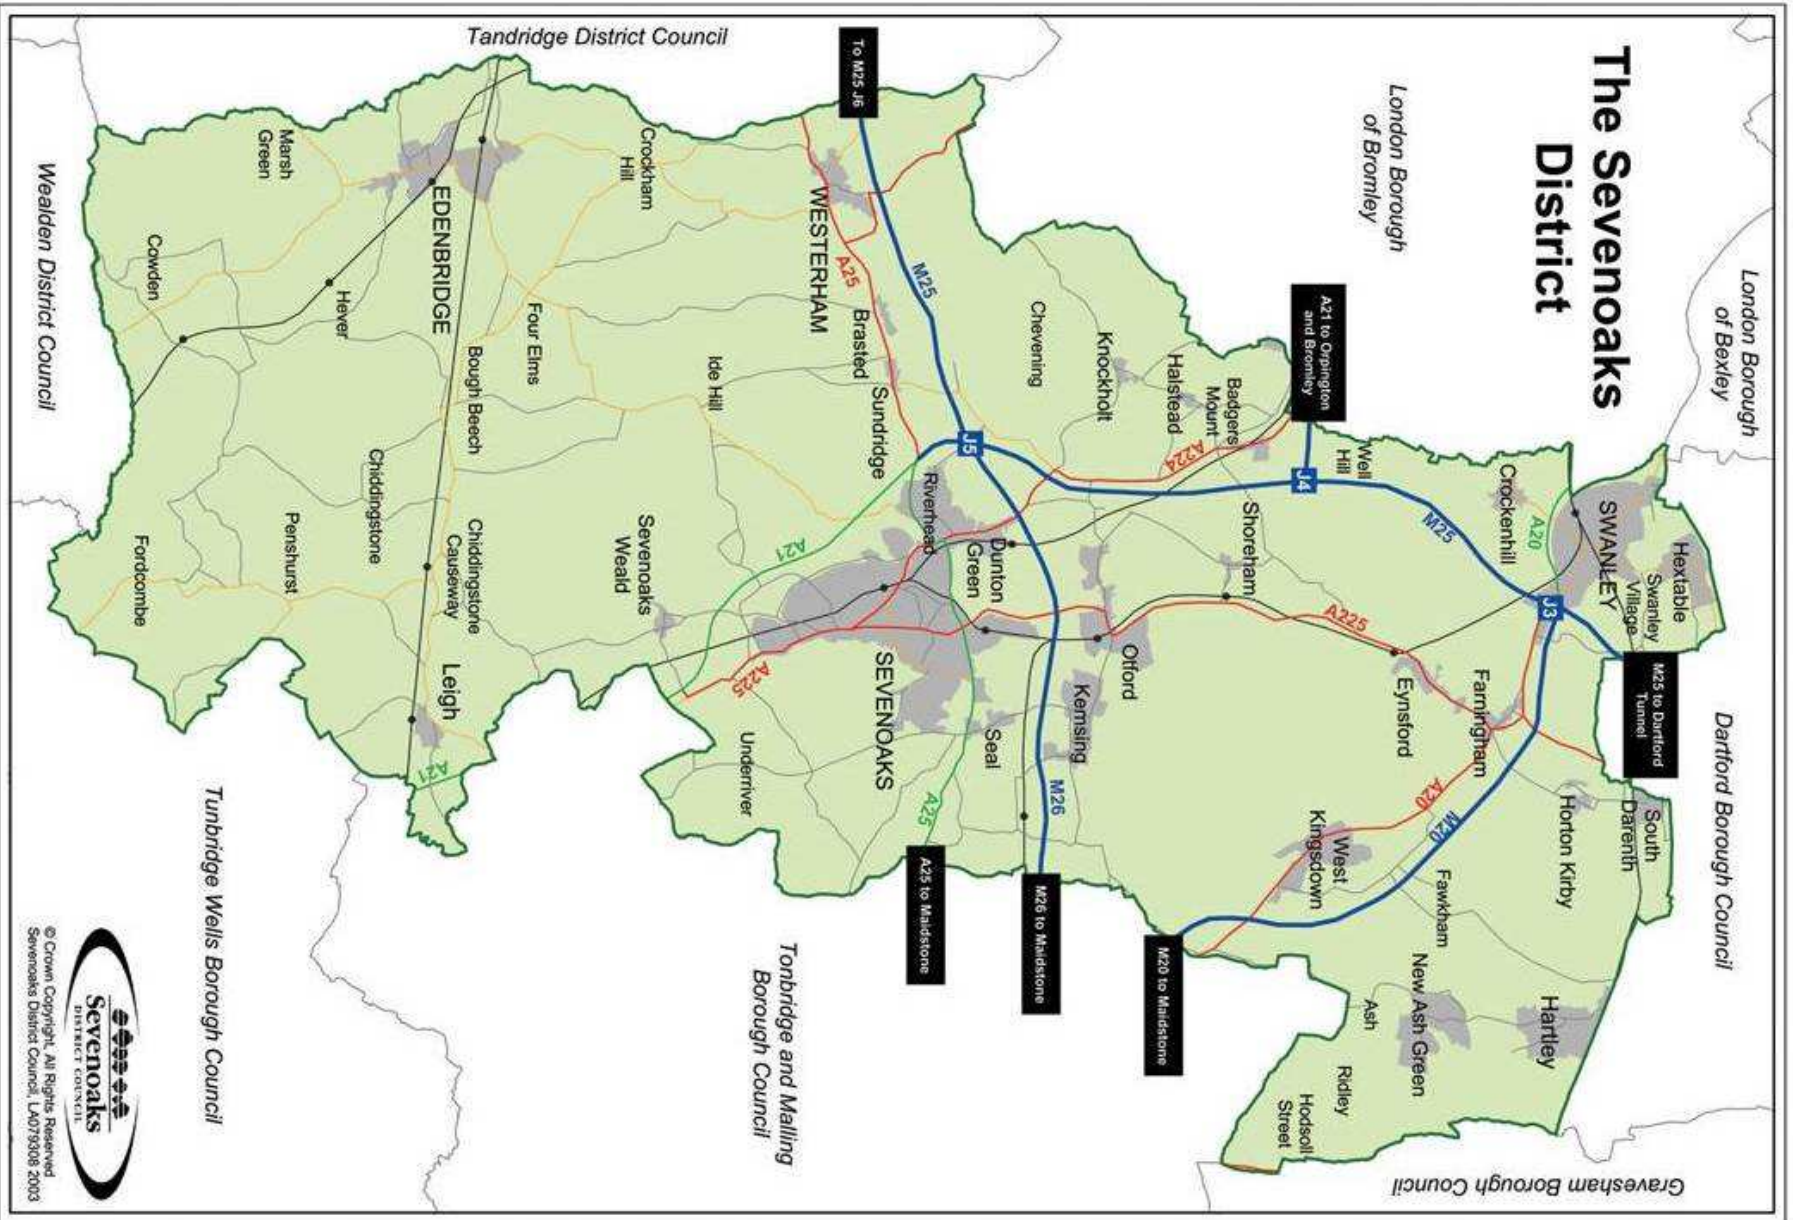 The Sevenoaks
District
London Borough
of Bexley
London Borough
of Bromley
Dartford Borough Council
Gravesham Borough Council
Tandridge District Council
Wealden District Council
Tunbridge Wells Borough Council
Tonbridge and Malling
Borough Council
Hextable
SWANLEY
Swanley
Village
M25 to Dartford
Tunnel
J3
A20
Crockenhill
M25
Well
Hill
J4
A21 to Orpington
and Bromley
South
Darenth
Horton Kirby
Farningham
Eynsford
A225
A20
M20
Fawkham
West
Kingsdown
Hartley
New Ash Green
Ash
Ridley
Hodsoll
Street
M20 to Maidstone
Badgers
Mount
A224
Halstead
Knockholt
Chevening
Shoreham
Otford
Kemsing
M26
M26 to Maidstone
Seal
A25
A25 to Maidstone
Dunton
Green
Riverhead
J5
SEVENOAKS
A21
A225
Underriver
Sevenoaks
Weald
To M25 J6
M25
WESTERHAM
A25
Brasted
Sundridge
Ide Hill
Crockham
Hill
Four Elms
EDENBRIDGE
Bough Beech
Chiddingstone
Causeway
Leigh
A21
Marsh
Green
Hever
Chiddingstone
Penshurst
Cowden
Fordcombe
Sevenoaks
DISTRICT COUNCIL
© Crown Copyright, All Rights Reserved
Sevenoaks District Council, LA079308 2003